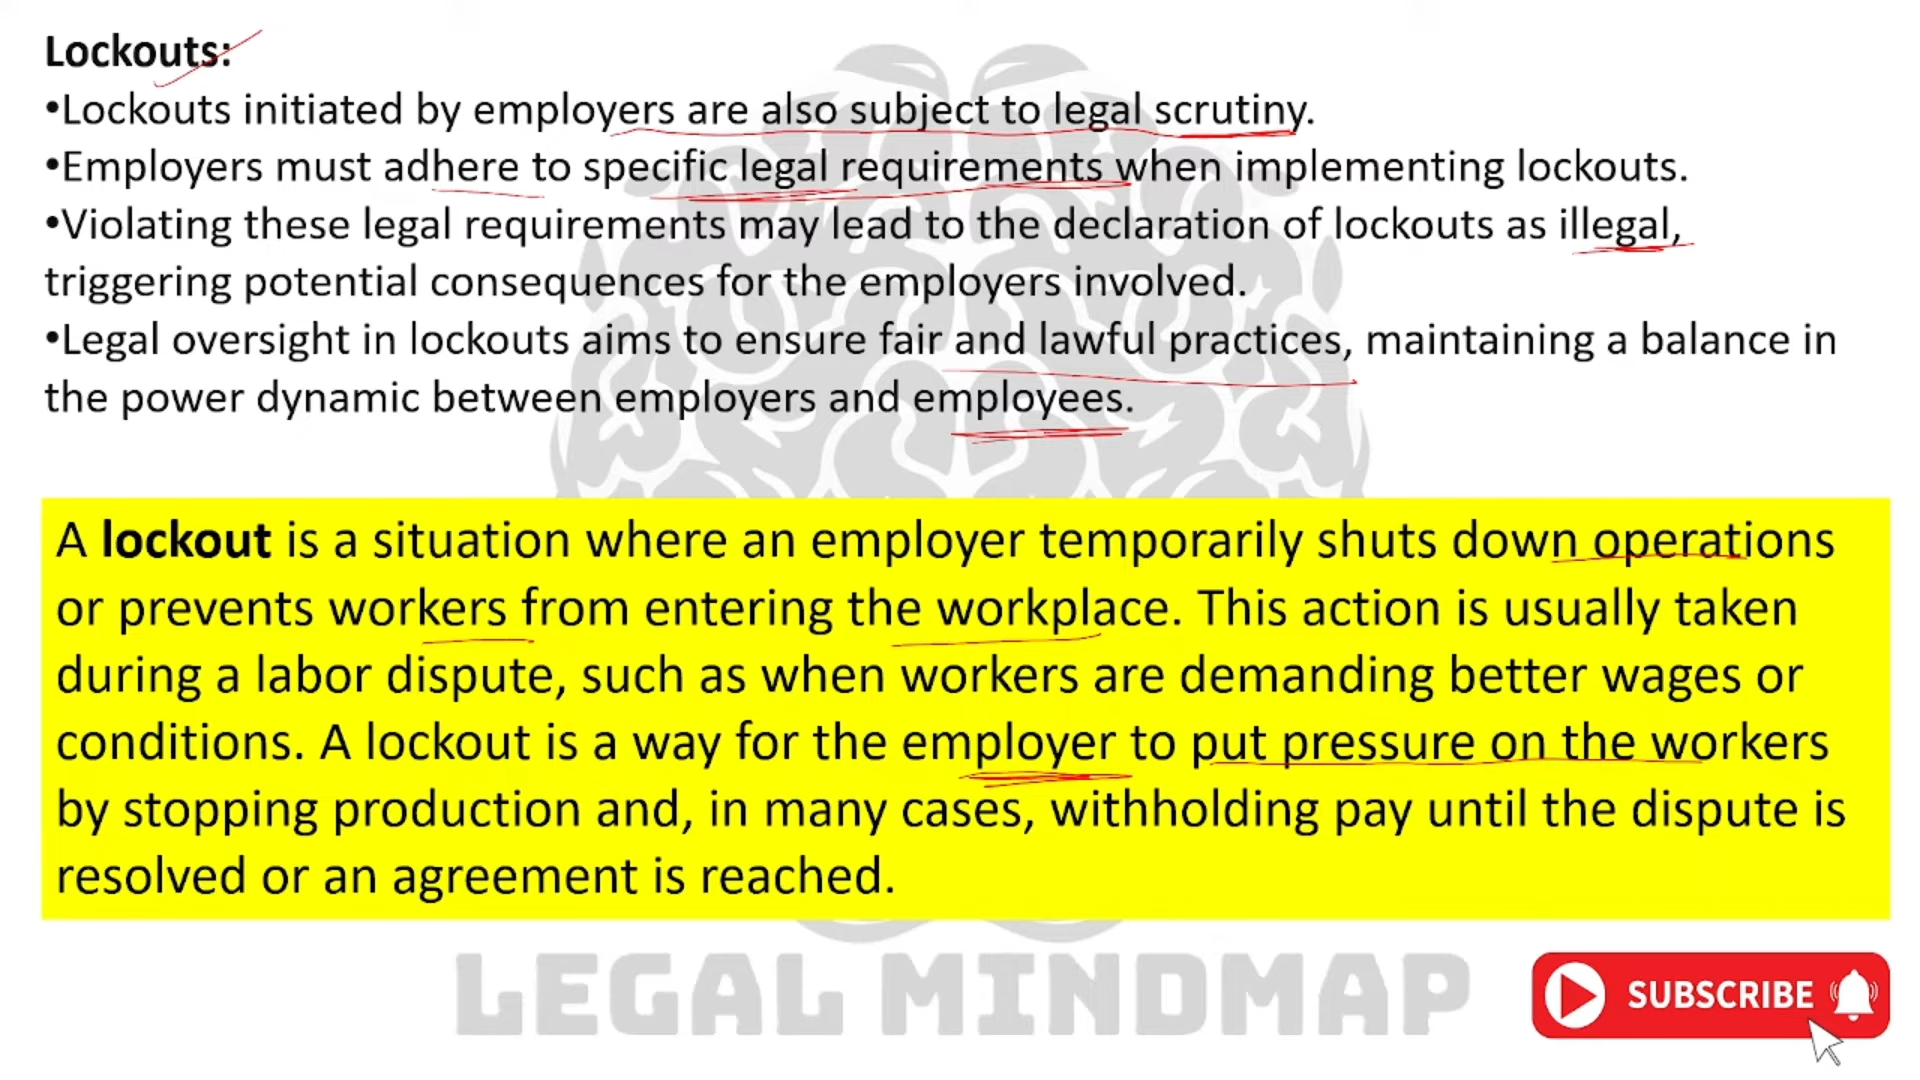 Lockouts:
•Lockouts initiated by employers are also subject to legal scrutiny.
•Employers must adhere to specific legal requirements when implementing lockouts.
•Violating these legal requirements may lead to the declaration of lockouts as illegal,
triggering potential consequences for the employers involved.
•Legal oversight in lockouts aims to ensure fair and lawful practices, maintaining a balance in
the power dynamic between employers and employees.
A lockout is a situation where an employer temporarily shuts down operations
or prevents workers from entering the workplace. This action is usually taken
during a labor dispute, such as when workers are demanding better wages or
conditions. A lockout is a way for the employer to put pressure on the workers
by stopping production and, in many cases, withholding pay until the dispute is
resolved or an agreement is reached.
LEGAL MINDMAP
SUBSCRIBE